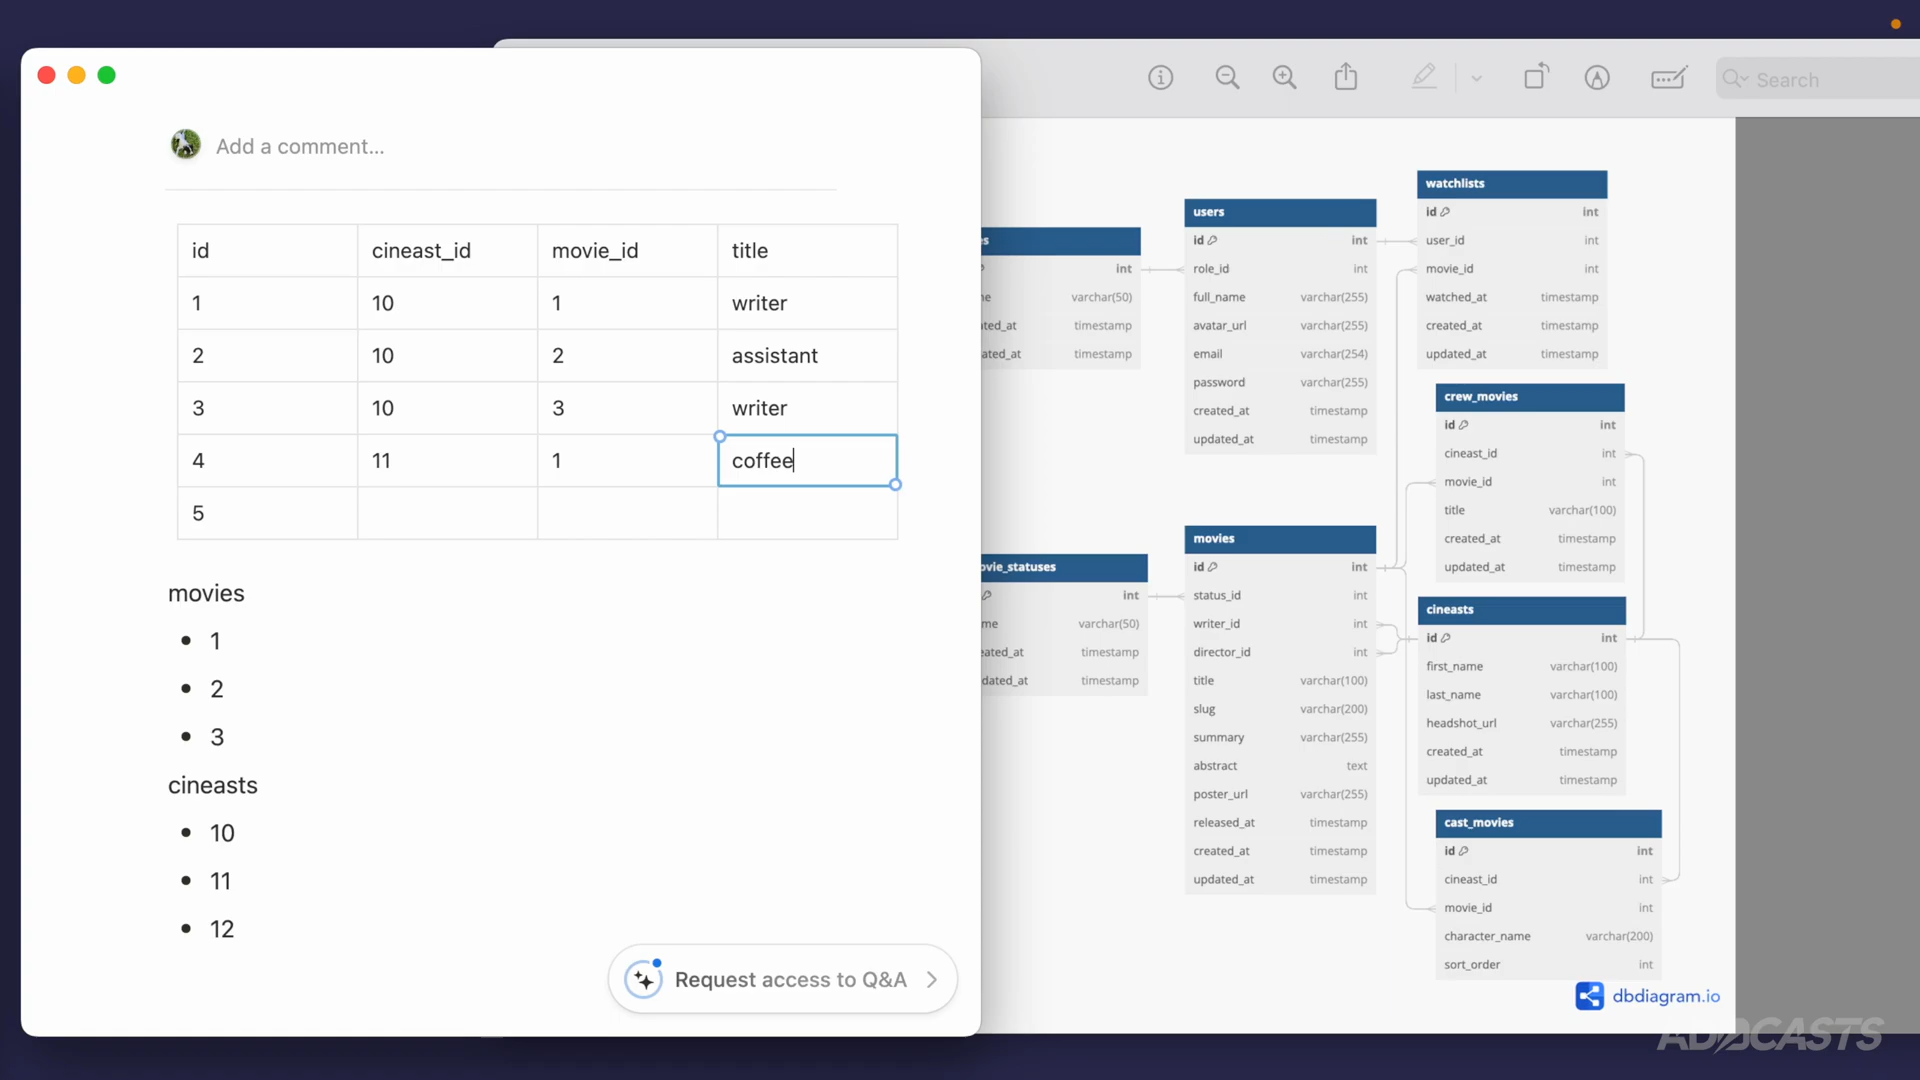 Add a comment...
id cineast_id movie_id title
1 10 1 writer
2 10 2 assistant
3 10 3 writer
4 11 1 coffee
5
movies
• 1
• 2
• 3
cineasts
• 10
• 11
• 12
Request access to Q&A
Search
int
varchar(50)
timestamp
timestamp
users
id int
role_id int
full_name varchar(255)
avatar_url varchar(255)
email varchar(254)
password varchar(255)
created_at timestamp
updated_at timestamp
watchlists
id int
user_id int
movie_id int
watched_at timestamp
created_at timestamp
updated_at timestamp
crew_movies
id int
cineast_id int
movie_id int
title varchar(100)
created_at timestamp
updated_at timestamp
ovie_statuses
int
me varchar(50)
eated_at timestamp
dated_at timestamp
movies
id int
status_id int
writer_id int
director_id int
title varchar(100)
slug varchar(200)
summary varchar(255)
abstract text
poster_url varchar(255)
released_at timestamp
created_at timestamp
updated_at timestamp
cineasts
id int
first_name varchar(100)
last_name varchar(100)
headshot_url varchar(255)
created_at timestamp
updated_at timestamp
cast_movies
id int
cineast_id int
movie_id int
character_name varchar(200)
sort_order int
dbdiagram.io
ADOCASTS